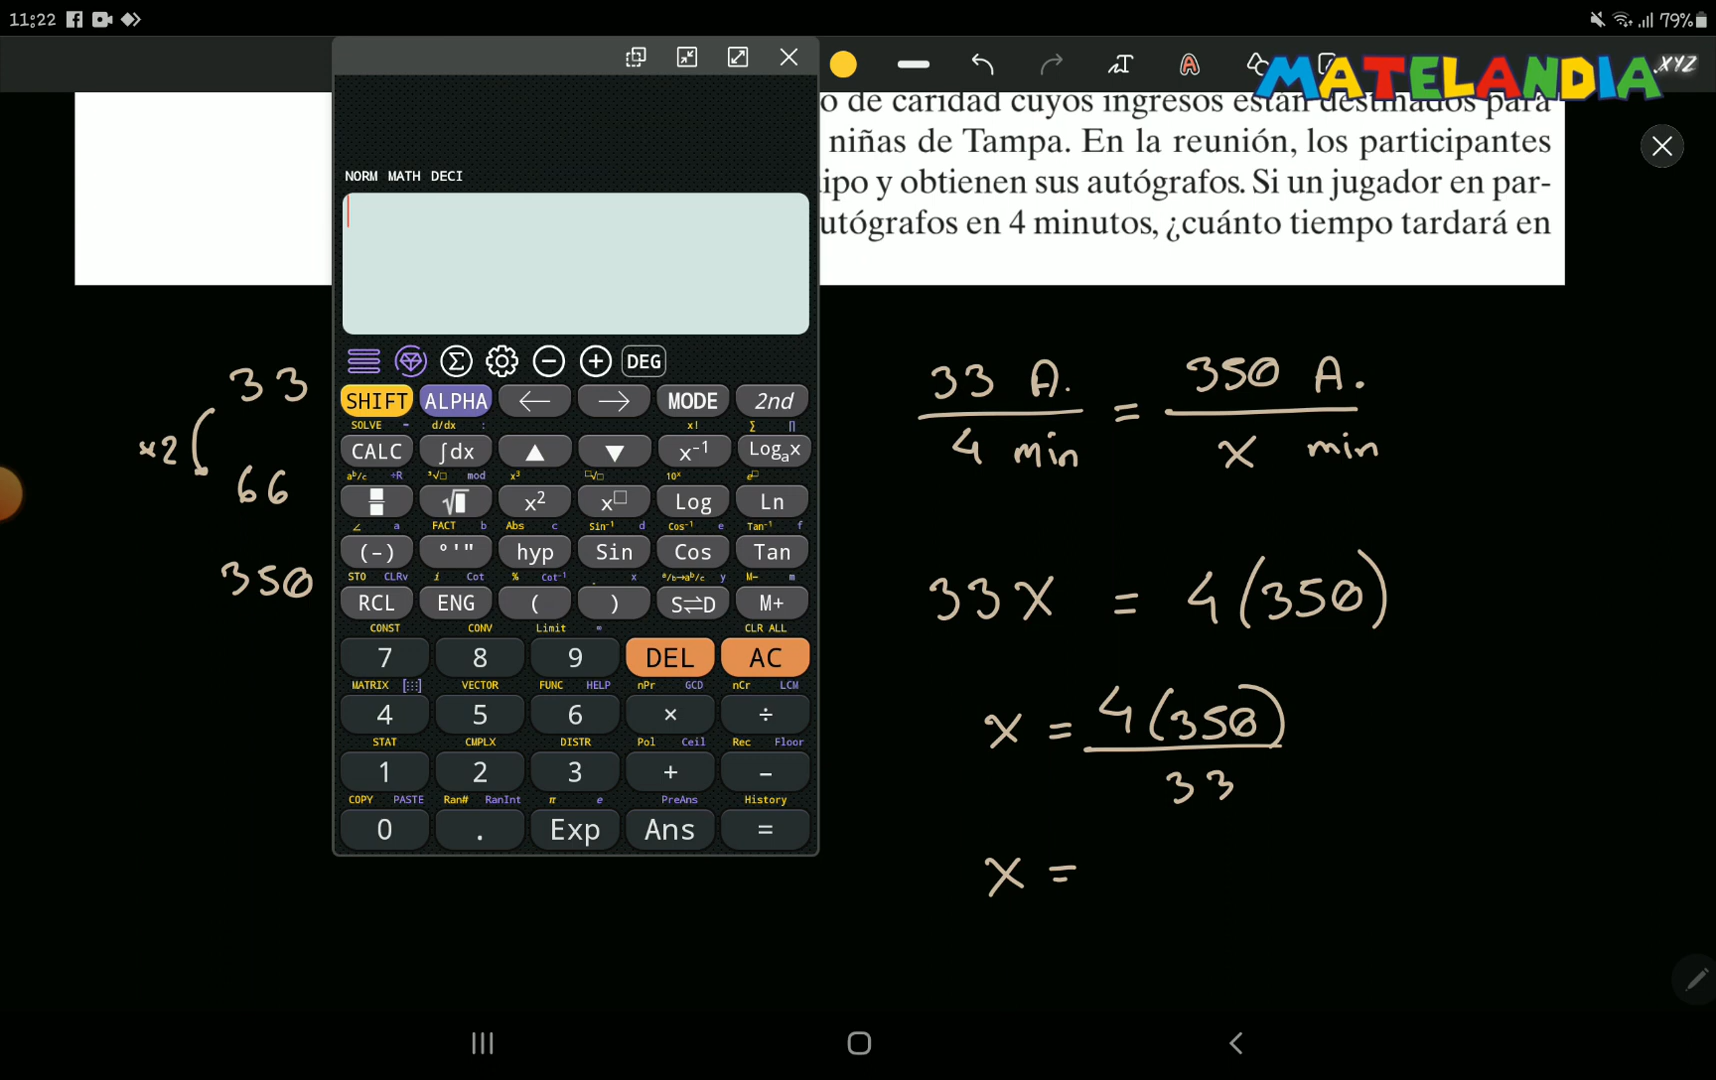 11:22
79%
MATELANDIA
.XYZ
o de caridad cuyos ingresos están destinados para
niñas de Tampa. En la reunión, los participantes
ipo y obtienen sus autógrafos. Si un jugador en par-
utógrafos en 4 minutos, ¿cuánto tiempo tardará en
NORM MATH DECI
DEG
SHIFT ALPHA ← → MODE 2nd
SOLVE = d/dx : x! ∑ ∏
CALC ∫dx ▲ ▼ x⁻¹ Logₐx
aᵇ/c ÷R ³√□ mod x³ □√□ 10ˣ e□
√ x² x□ Log Ln
∠ a FACT b Abs c Sin⁻¹ d Cos⁻¹ e Tan⁻¹ f
(−) °'" hyp Sin Cos Tan
STO CLRv i Cot % Cot⁻¹ , x ᵃ/b→aᵇ/c y M− m
RCL ENG ( ) S⇌D M+
CONST CONV Limit = CLR ALL
7 8 9 DEL AC
MATRIX [:::] VECTOR FUNC HELP nPr GCD nCr LCM
4 5 6 × ÷
STAT CMPLX DISTR Pol Ceil Rec Floor
1 2 3 + −
COPY PASTE Ran# RanInt π e PreAns History
0 . Exp Ans =
33
×2
66
350
33 A. = 350 A.
4 min x min
33x = 4(350)
x = 4(350)
33
x =